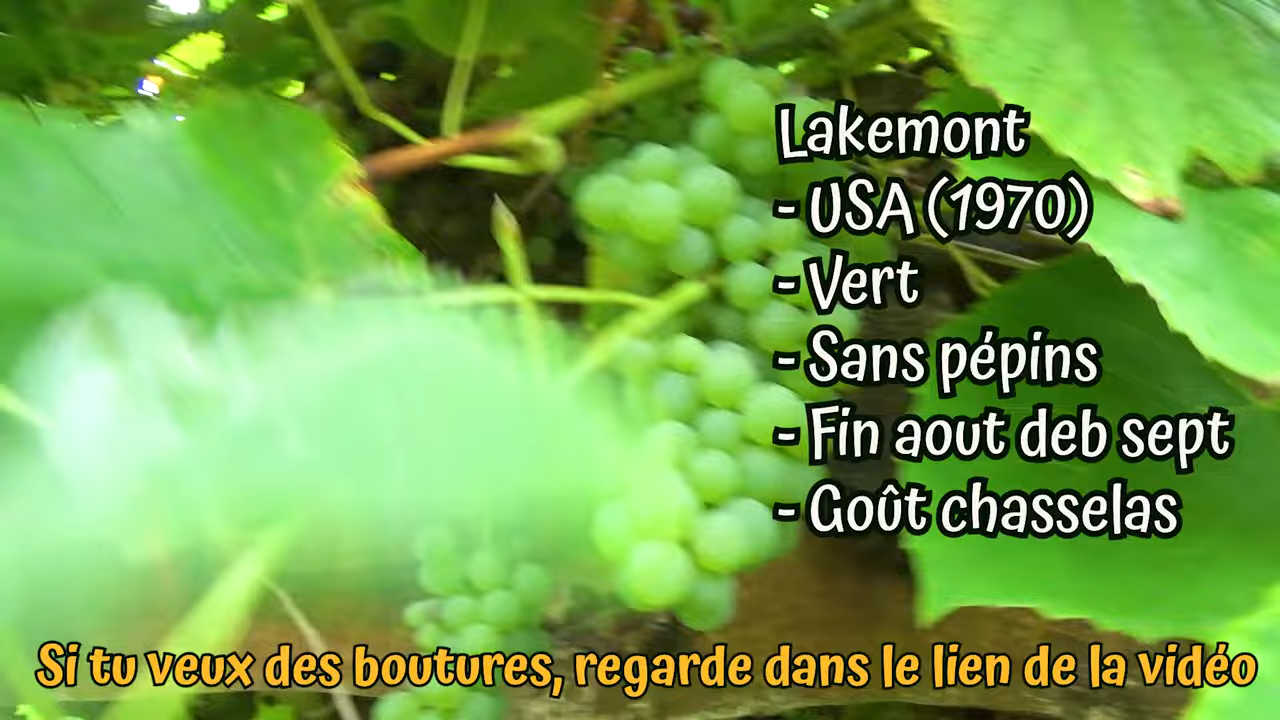 Lakemont
- USA (1970)
- Vert
- Sans pépins
- Fin aout deb sept
- Goût chasselas
Si tu veux des boutures, regarde dans le lien de la vidéo